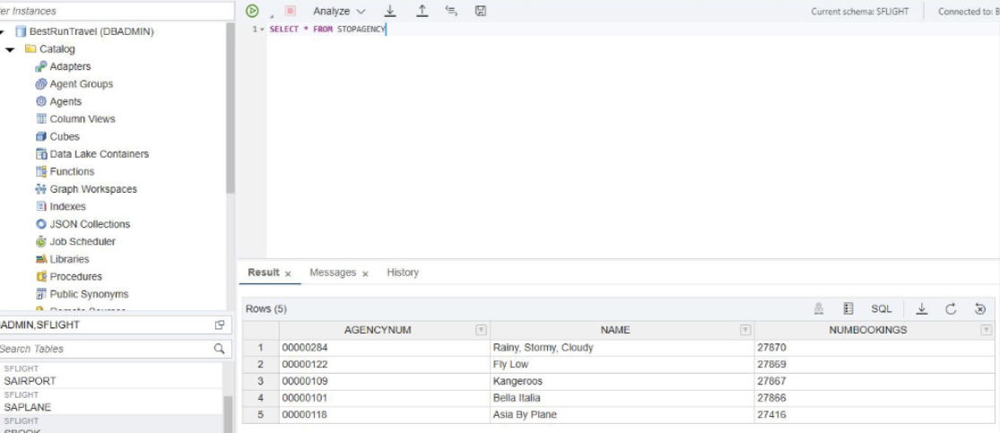 er Instances
Analyze
Current schema: SFLIGHT
Connected to: B
BestRunTravel (DBADMIN)
Catalog
Adapters
Agent Groups
Agents
Column Views
Cubes
Data Lake Containers
Functions
Graph Workspaces
Indexes
JSON Collections
Job Scheduler
Libraries
Procedures
Public Synonyms
Remote Sources
ADMIN,SFLIGHT
Search Tables
SFLIGHT
SAIRPORT
SFLIGHT
SAPLANE
SFLIGHT
SBOOK
1 SELECT * FROM STOPAGENCY
Result x Messages x History
Rows (5)
SQL
AGENCYNUM NAME NUMBOOKINGS
1 00000284 Rainy, Stormy, Cloudy 27870
2 00000122 Fly Low 27869
3 00000109 Kangeroos 27867
4 00000101 Bella Italia 27866
5 00000118 Asia By Plane 27416